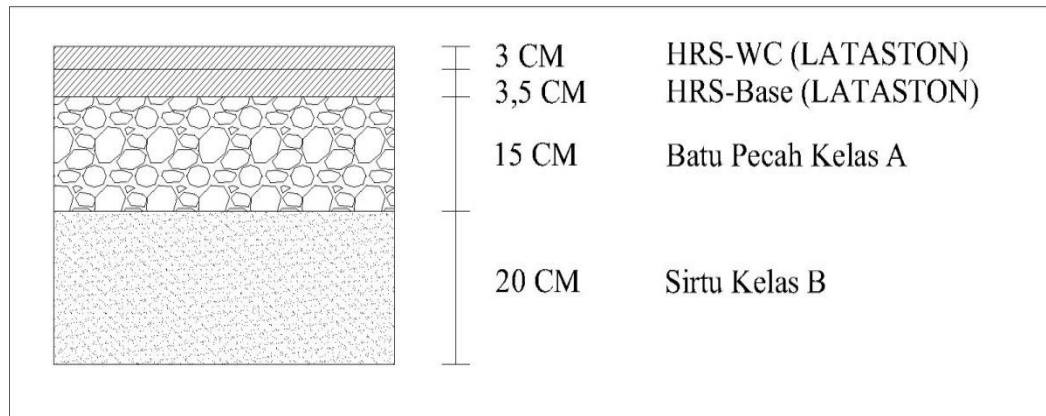 3 CM HRS-WC (LATASTON)
3,5 CM HRS-Base (LATASTON)
15 CM Batu Pecah Kelas A
20 CM Sirtu Kelas B